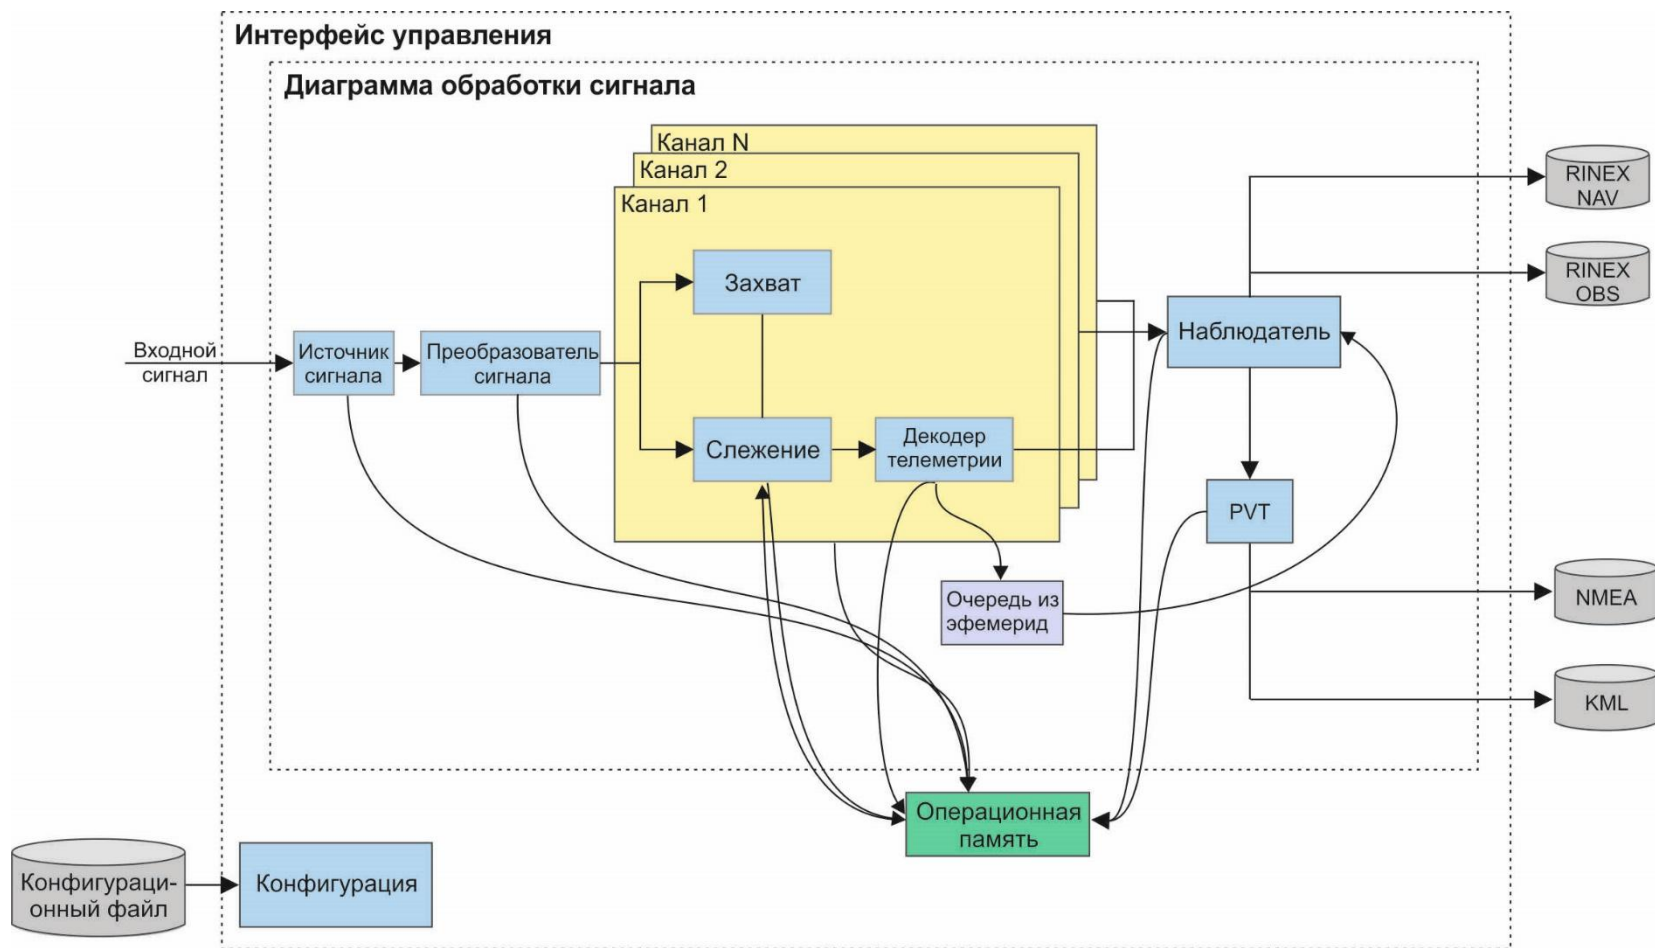 Интерфейс управления
Диаграмма обработки сигнала
Канал N
Канал 2
Канал 1
Захват
Входной
сигнал
Источник
сигнала
Преобразователь
сигнала
Слежение
Декодер
телеметрии
Наблюдатель
PVT
Очередь из
эфемерид
RINEX
NAV
RINEX
OBS
NMEA
KML
Операционная
память
Конфигураци-
онный файл
Конфигурация